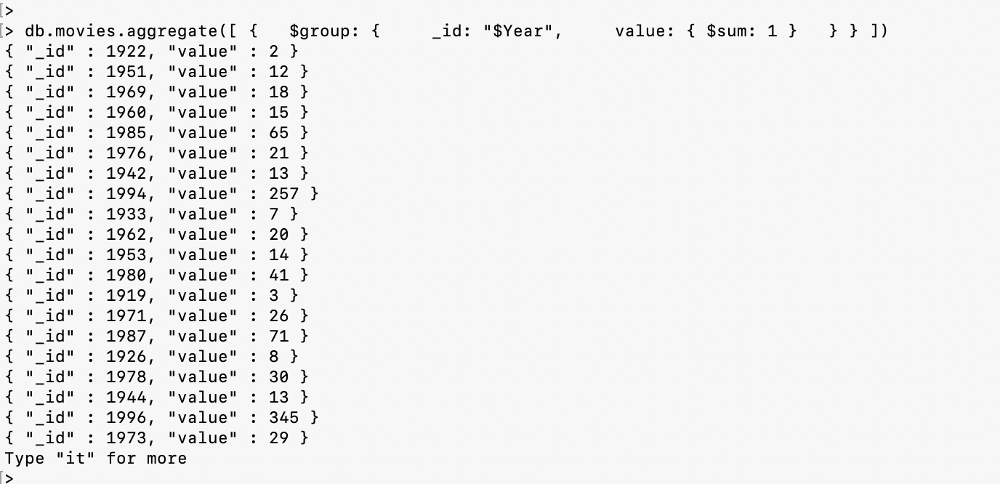 [>
[> db.movies.aggregate([ {   $group: {     _id: "$Year",     value: { $sum: 1 }   } } ])
{ "_id" : 1922, "value" : 2 }
{ "_id" : 1951, "value" : 12 }
{ "_id" : 1969, "value" : 18 }
{ "_id" : 1960, "value" : 15 }
{ "_id" : 1985, "value" : 65 }
{ "_id" : 1976, "value" : 21 }
{ "_id" : 1942, "value" : 13 }
{ "_id" : 1994, "value" : 257 }
{ "_id" : 1933, "value" : 7 }
{ "_id" : 1962, "value" : 20 }
{ "_id" : 1953, "value" : 14 }
{ "_id" : 1980, "value" : 41 }
{ "_id" : 1919, "value" : 3 }
{ "_id" : 1971, "value" : 26 }
{ "_id" : 1987, "value" : 71 }
{ "_id" : 1926, "value" : 8 }
{ "_id" : 1978, "value" : 30 }
{ "_id" : 1944, "value" : 13 }
{ "_id" : 1996, "value" : 345 }
{ "_id" : 1973, "value" : 29 }
Type "it" for more
[>